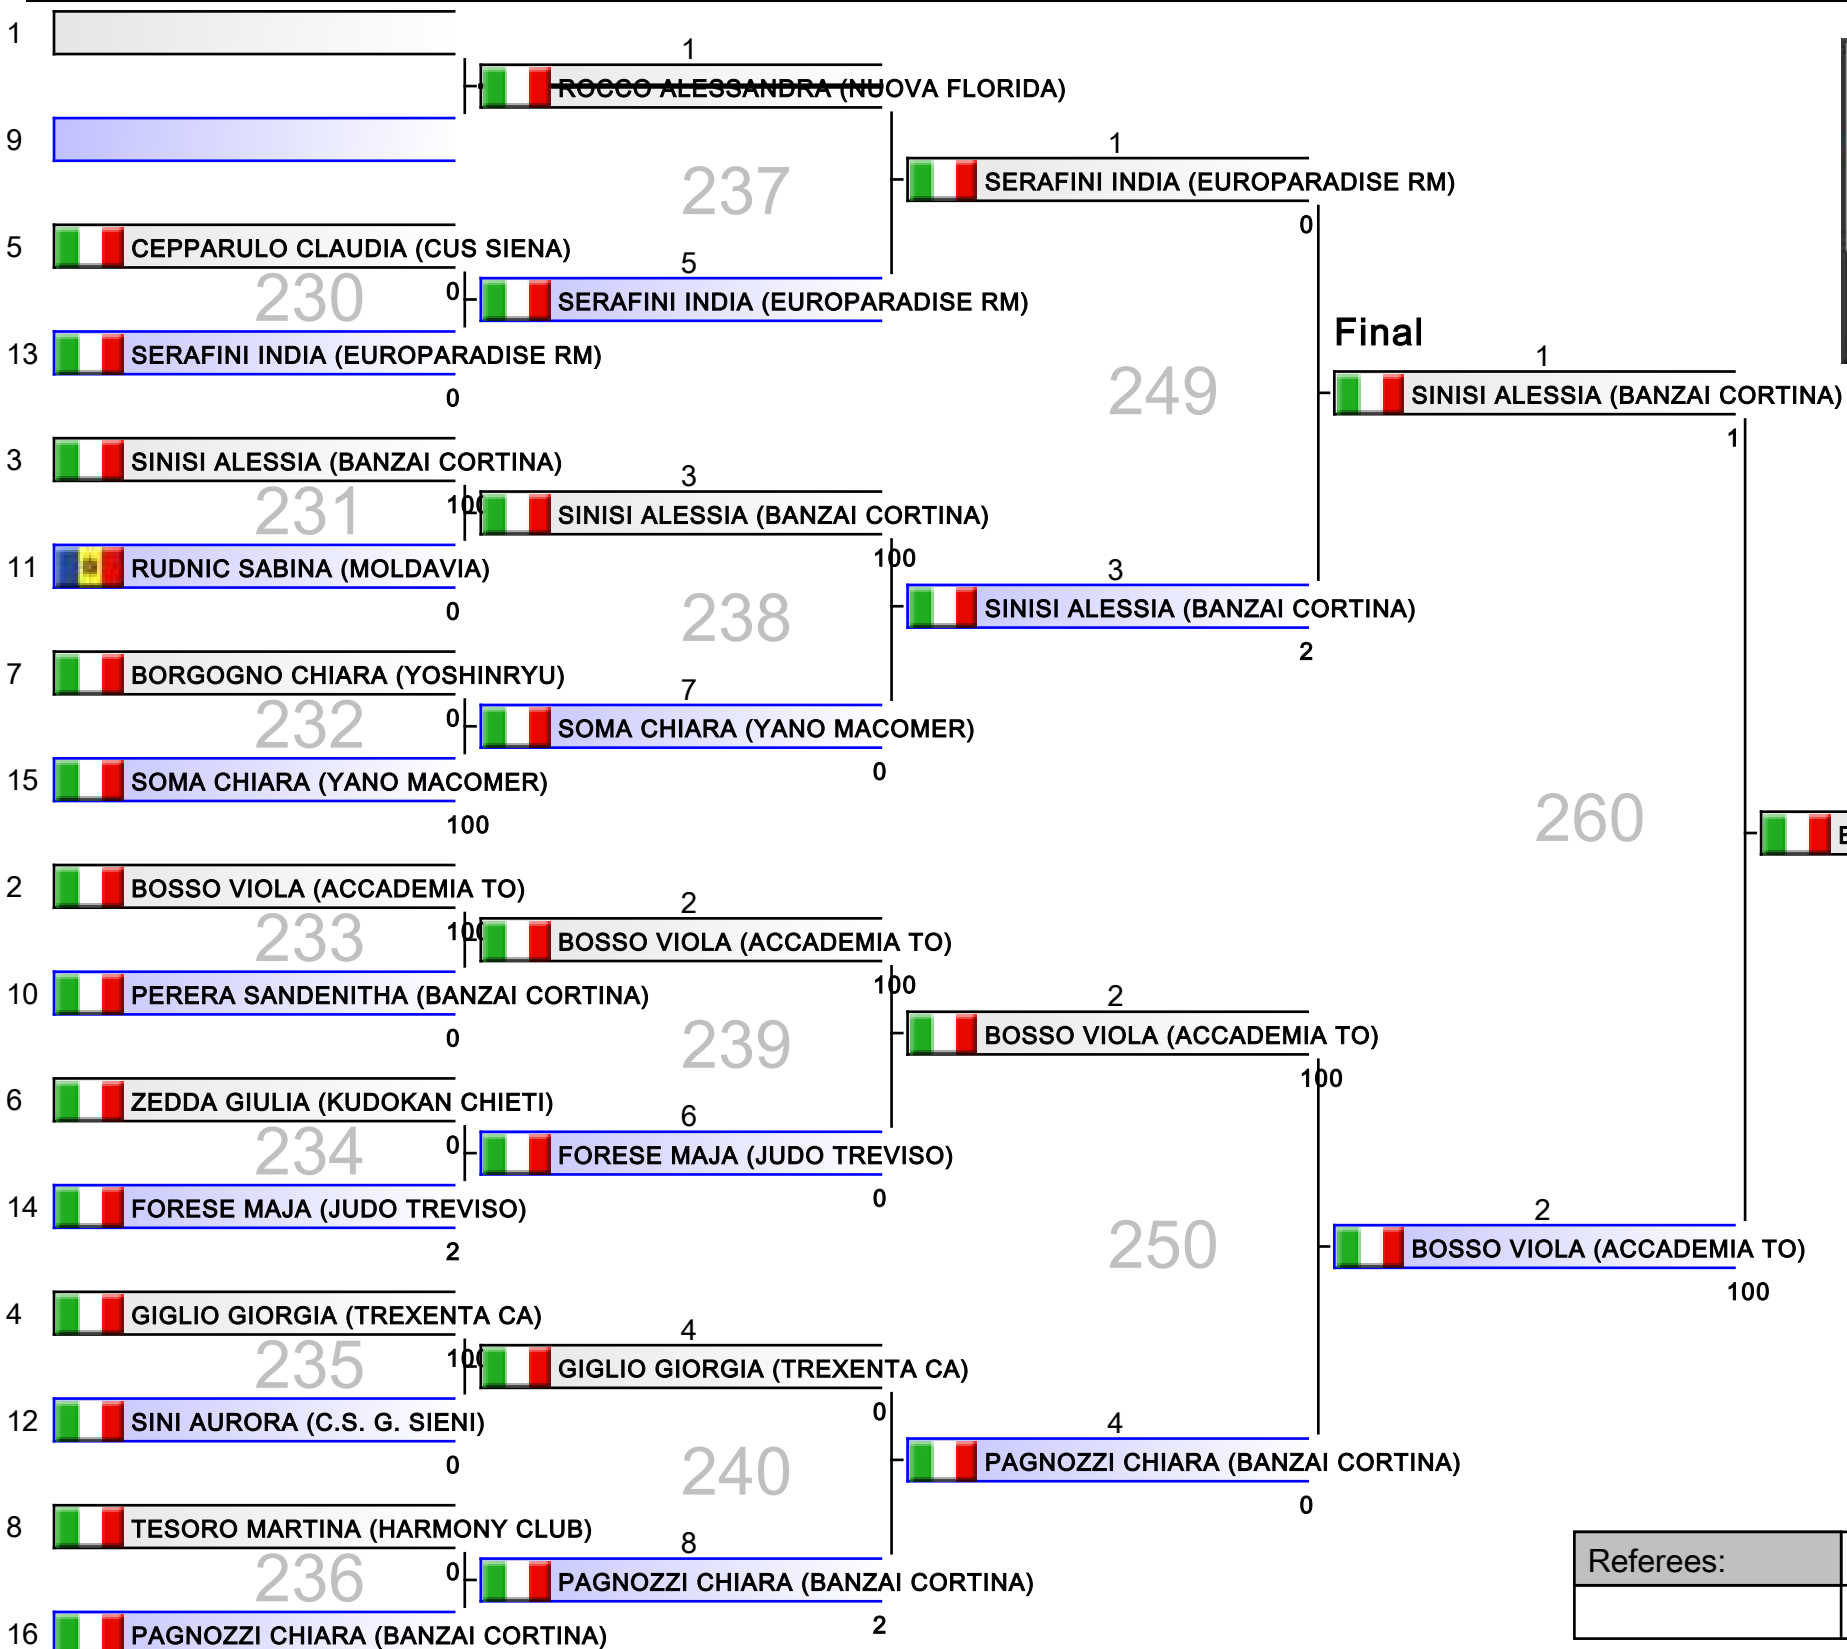 1
1
ROCCO ALESSANDRA (NUOVA FLORIDA)
9
1
237
SERAFINI INDIA (EUROPARADISE RM)
0
5
CEPPARULO CLAUDIA (CUS SIENA)
5
230
0
SERAFINI INDIA (EUROPARADISE RM)
Final
13
SERAFINI INDIA (EUROPARADISE RM)
1
0
249
SINISI ALESSIA (BANZAI CORTINA)
1
3
SINISI ALESSIA (BANZAI CORTINA)
3
231
100
SINISI ALESSIA (BANZAI CORTINA)
100
11
RUDNIC SABINA (MOLDAVIA)
3
0
238
SINISI ALESSIA (BANZAI CORTINA)
2
7
BORGOGNO CHIARA (YOSHINRYU)
7
232
0
SOMA CHIARA (YANO MACOMER)
0
15
SOMA CHIARA (YANO MACOMER)
100
260
2
BOSSO VIOLA (ACCADEMIA TO)
2
233
100
BOSSO VIOLA (ACCADEMIA TO)
100
10
PERERA SANDENITHA (BANZAI CORTINA)
2
0
239
BOSSO VIOLA (ACCADEMIA TO)
100
6
ZEDDA GIULIA (KUDOKAN CHIETI)
6
234
0
FORESE MAJA (JUDO TREVISO)
0
14
FORESE MAJA (JUDO TREVISO)
2
2
250
BOSSO VIOLA (ACCADEMIA TO)
100
4
GIGLIO GIORGIA (TREXENTA CA)
4
235
100
GIGLIO GIORGIA (TREXENTA CA)
0
12
SINI AURORA (C.S. G. SIENI)
4
0
240
PAGNOZZI CHIARA (BANZAI CORTINA)
0
8
TESORO MARTINA (HARMONY CLUB)
8
236
0
PAGNOZZI CHIARA (BANZAI CORTINA)
2
16
PAGNOZZI CHIARA (BANZAI CORTINA)
Referees: